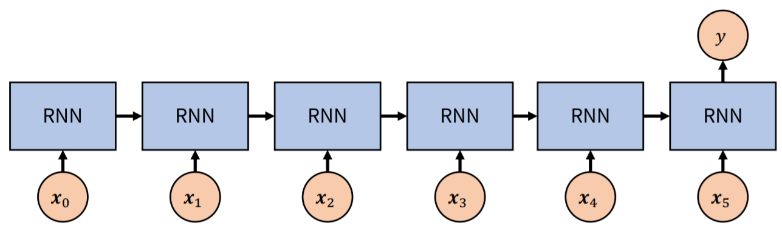 y
RNN RNN RNN RNN RNN RNN
x₀ x₁ x₂ x₃ x₄ x₅